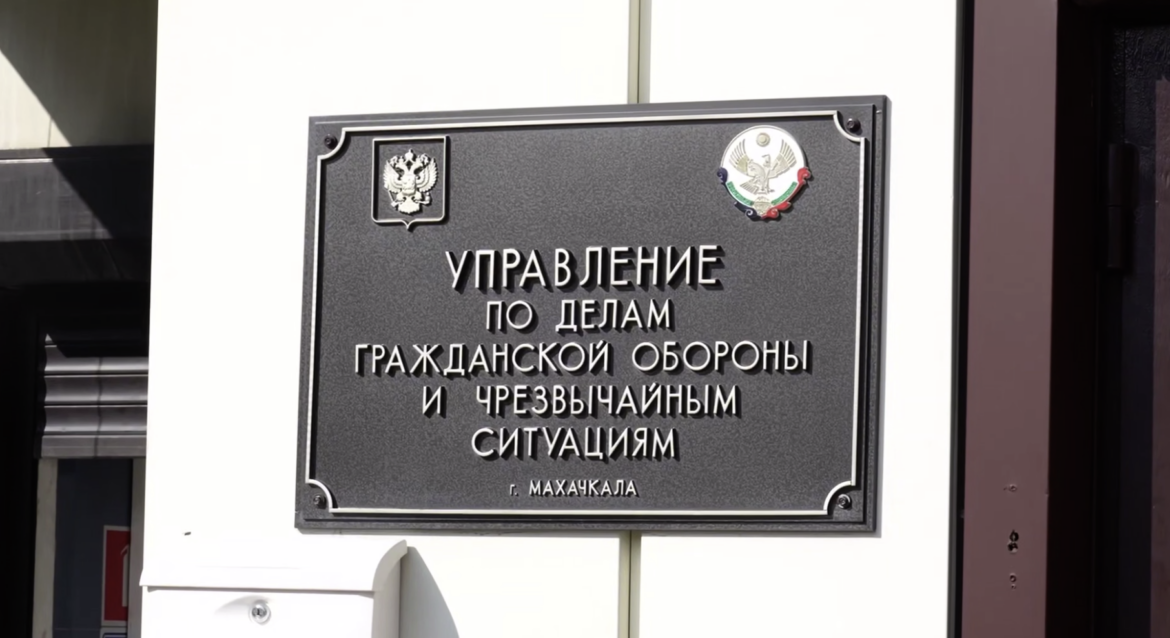 УПРАВЛЕНИЕ
ПО ДЕЛАМ
ГРАЖДАНСКОЙ ОБОРОНЫ
И ЧРЕЗВЫЧАЙНЫМ
СИТУАЦИЯМ
г. МАХАЧКАЛА